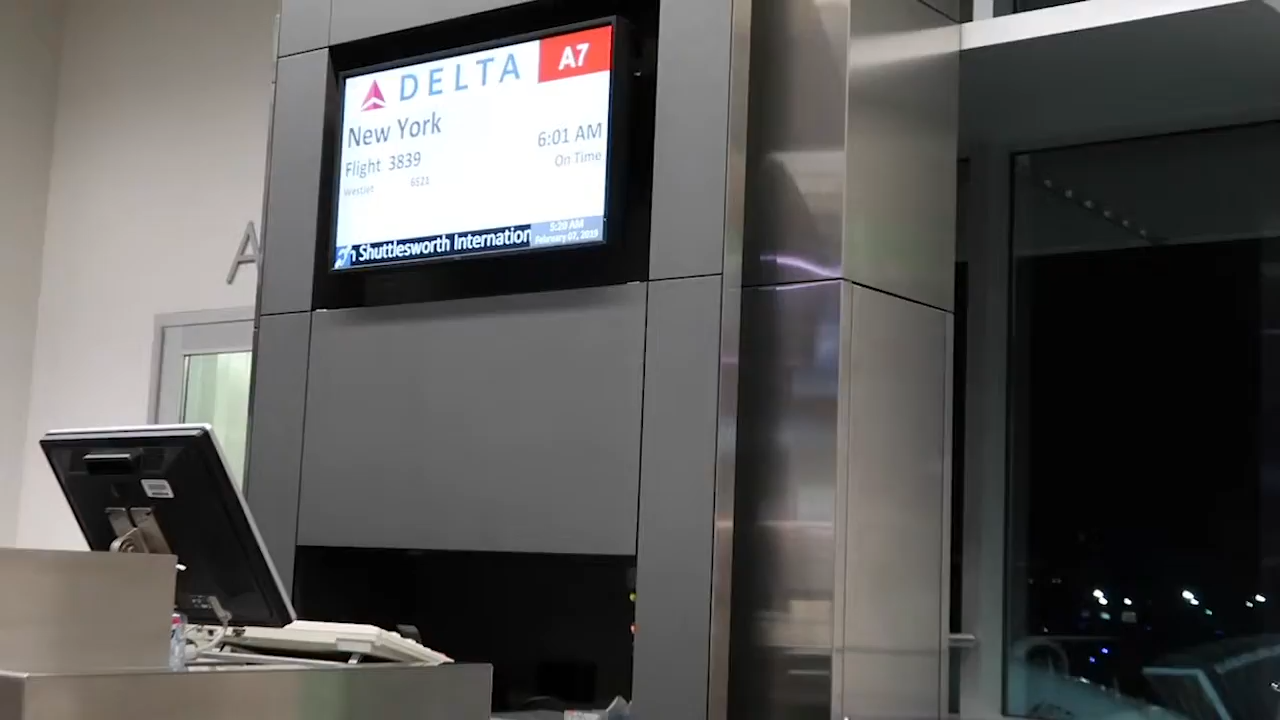 DELTA A7
New York
6:01 AM
Flight 3839
On Time
WestJet 6521
5:20 AM
n Shuttlesworth Internation
February 07, 2019
A